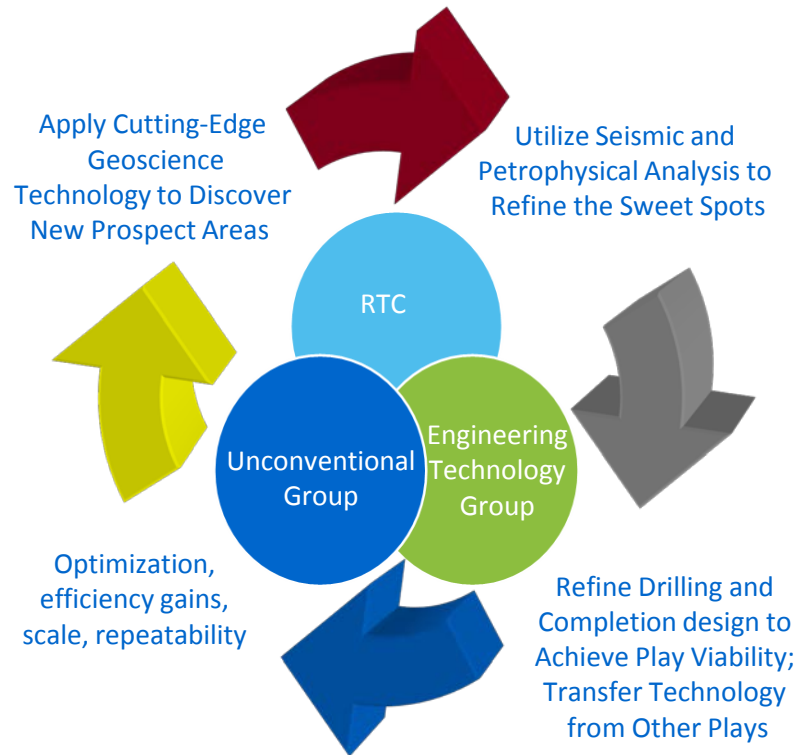 Apply Cutting-Edge
Geoscience
Technology to Discover
New Prospect Areas
Utilize Seismic and
Petrophysical Analysis to
Refine the Sweet Spots
RTC
Unconventional
Group
Engineering
Technology
Group
Optimization,
efficiency gains,
scale, repeatability
Refine Drilling and
Completion design to
Achieve Play Viability;
Transfer Technology
from Other Plays